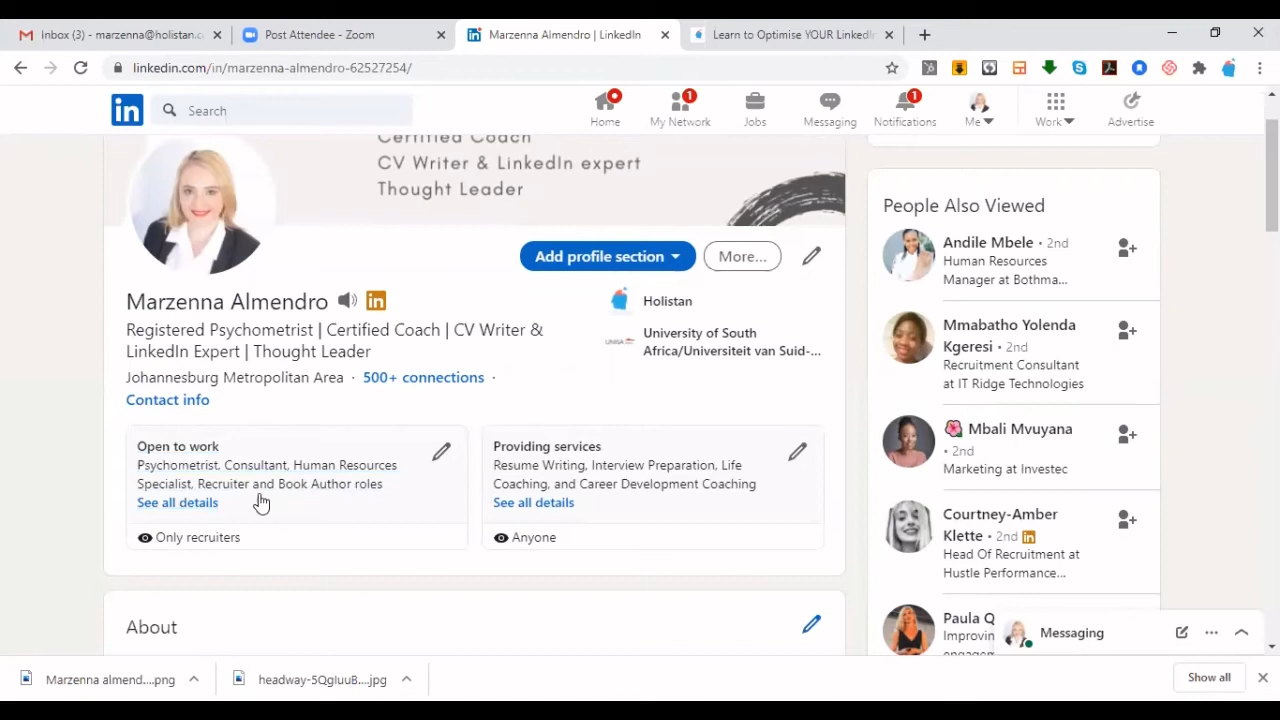 Inbox (3) - marzenna@holistan.c
Post Attendee - Zoom
Marzenna Almendro | LinkedIn
Learn to Optimise YOUR LinkedI
linkedin.com/in/marzenna-almendro-62527254/
in
Search
Home
1
My Network
Jobs
Messaging
1
Notifications
Me
Work
Advertise
Certified Coach
CV Writer & LinkedIn expert
Thought Leader
Add profile section
More...
Marzenna Almendro
in
Registered Psychometrist | Certified Coach | CV Writer &
LinkedIn Expert | Thought Leader
Johannesburg Metropolitan Area · 500+ connections ·
Contact info
Holistan
University of South
Africa/Universiteit van Suid-...
Open to work
Psychometrist, Consultant, Human Resources
Specialist, Recruiter and Book Author roles
See all details
Only recruiters
Providing services
Resume Writing, Interview Preparation, Life
Coaching, and Career Development Coaching
See all details
Anyone
About
People Also Viewed
Andile Mbele • 2nd
Human Resources
Manager at Bothma...
Mmabatho Yolenda
Kgeresi • 2nd
Recruitment Consultant
at IT Ridge Technologies
Mbali Mvuyana
• 2nd
Marketing at Investec
Courtney-Amber
Klette • 2nd in
Head Of Recruitment at
Hustle Performance...
Paula Q
Improvin
Messaging
Marzenna almend....png
headway-5QgIuuB....jpg
Show all